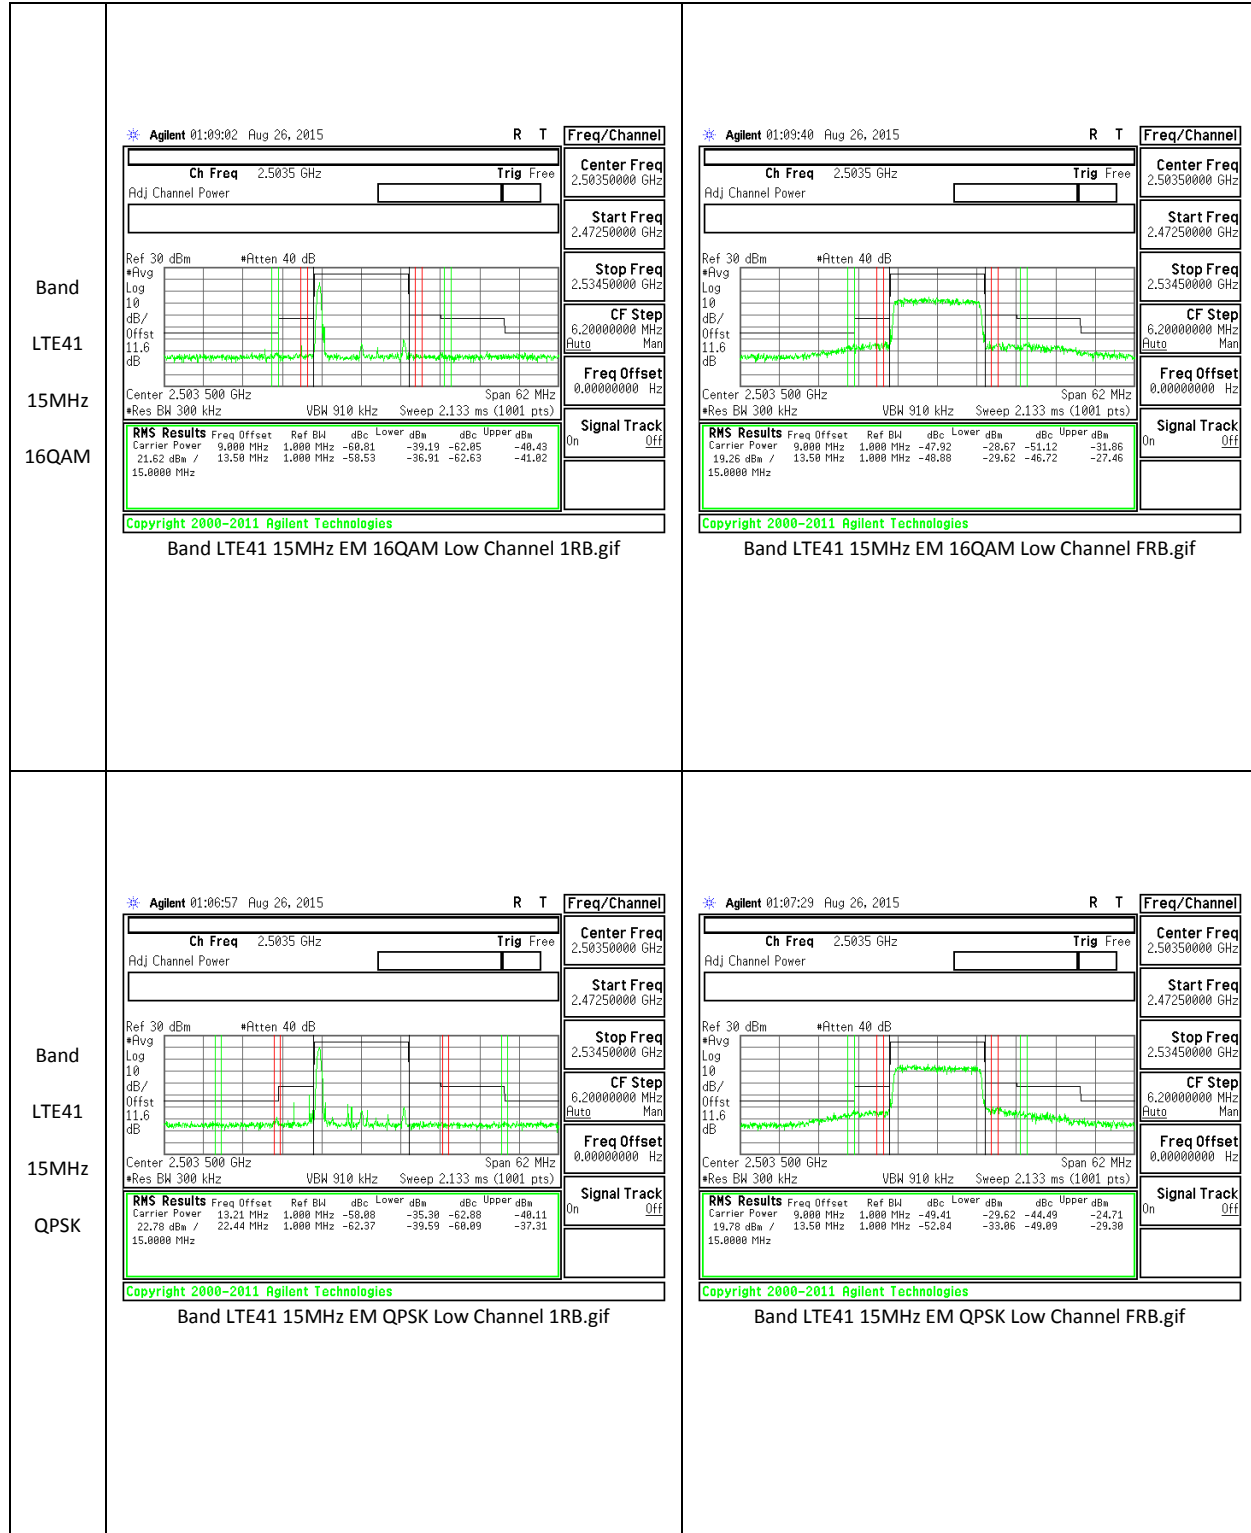 Band
LTE41
15MHz
16QAM
Agilent 01:09:02 Aug 26, 2015 R T Freq/Channel
Ch Freq 2.5035 GHz Trig Free
Adj Channel Power
Center Freq
2.50350000 GHz
Start Freq
2.47250000 GHz
Stop Freq
2.53450000 GHz
CF Step
6.20000000 MHz
Auto Man
Freq Offset
0.00000000 Hz
Signal Track
On Off
Ref 30 dBm #Atten 40 dB
#Avg
Log
10
dB/
Offst
11.6
dB
Center 2.503 500 GHz Span 62 MHz
#Res BW 300 kHz VBW 910 kHz Sweep 2.133 ms (1001 pts)
RMS Results Freq Offset Ref BW dBc Lower dBm dBc Upper dBm
Carrier Power 9.000 MHz 1.000 MHz -60.81 -39.19 -62.05 -40.43
21.62 dBm / 13.50 MHz 1.000 MHz -58.53 -36.91 -62.63 -41.02
15.0000 MHz
Copyright 2000-2011 Agilent Technologies
Band LTE41 15MHz EM 16QAM Low Channel 1RB.gif
Agilent 01:09:40 Aug 26, 2015 R T Freq/Channel
Ch Freq 2.5035 GHz Trig Free
Adj Channel Power
Center Freq
2.50350000 GHz
Start Freq
2.47250000 GHz
Stop Freq
2.53450000 GHz
CF Step
6.20000000 MHz
Auto Man
Freq Offset
0.00000000 Hz
Signal Track
On Off
Ref 30 dBm #Atten 40 dB
#Avg
Log
10
dB/
Offst
11.6
dB
Center 2.503 500 GHz Span 62 MHz
#Res BW 300 kHz VBW 910 kHz Sweep 2.133 ms (1001 pts)
RMS Results Freq Offset Ref BW dBc Lower dBm dBc Upper dBm
Carrier Power 9.000 MHz 1.000 MHz -47.92 -28.67 -51.12 -31.86
19.26 dBm / 13.50 MHz 1.000 MHz -48.88 -29.62 -46.72 -27.46
15.0000 MHz
Copyright 2000-2011 Agilent Technologies
Band LTE41 15MHz EM 16QAM Low Channel FRB.gif
Band
LTE41
15MHz
QPSK
Agilent 01:06:57 Aug 26, 2015 R T Freq/Channel
Ch Freq 2.5035 GHz Trig Free
Adj Channel Power
Center Freq
2.50350000 GHz
Start Freq
2.47250000 GHz
Stop Freq
2.53450000 GHz
CF Step
6.20000000 MHz
Auto Man
Freq Offset
0.00000000 Hz
Signal Track
On Off
Ref 30 dBm #Atten 40 dB
#Avg
Log
10
dB/
Offst
11.6
dB
Center 2.503 500 GHz Span 62 MHz
#Res BW 300 kHz VBW 910 kHz Sweep 2.133 ms (1001 pts)
RMS Results Freq Offset Ref BW dBc Lower dBm dBc Upper dBm
Carrier Power 13.21 MHz 1.000 MHz -58.08 -35.30 -62.88 -40.11
22.78 dBm / 22.44 MHz 1.000 MHz -62.37 -39.59 -60.09 -37.31
15.0000 MHz
Copyright 2000-2011 Agilent Technologies
Band LTE41 15MHz EM QPSK Low Channel 1RB.gif
Agilent 01:07:29 Aug 26, 2015 R T Freq/Channel
Ch Freq 2.5035 GHz Trig Free
Adj Channel Power
Center Freq
2.50350000 GHz
Start Freq
2.47250000 GHz
Stop Freq
2.53450000 GHz
CF Step
6.20000000 MHz
Auto Man
Freq Offset
0.00000000 Hz
Signal Track
On Off
Ref 30 dBm #Atten 40 dB
#Avg
Log
10
dB/
Offst
11.6
dB
Center 2.503 500 GHz Span 62 MHz
#Res BW 300 kHz VBW 910 kHz Sweep 2.133 ms (1001 pts)
RMS Results Freq Offset Ref BW dBc Lower dBm dBc Upper dBm
Carrier Power 9.000 MHz 1.000 MHz -49.41 -29.62 -44.49 -24.71
19.78 dBm / 13.50 MHz 1.000 MHz -52.84 -33.06 -49.09 -29.30
15.0000 MHz
Copyright 2000-2011 Agilent Technologies
Band LTE41 15MHz EM QPSK Low Channel FRB.gif